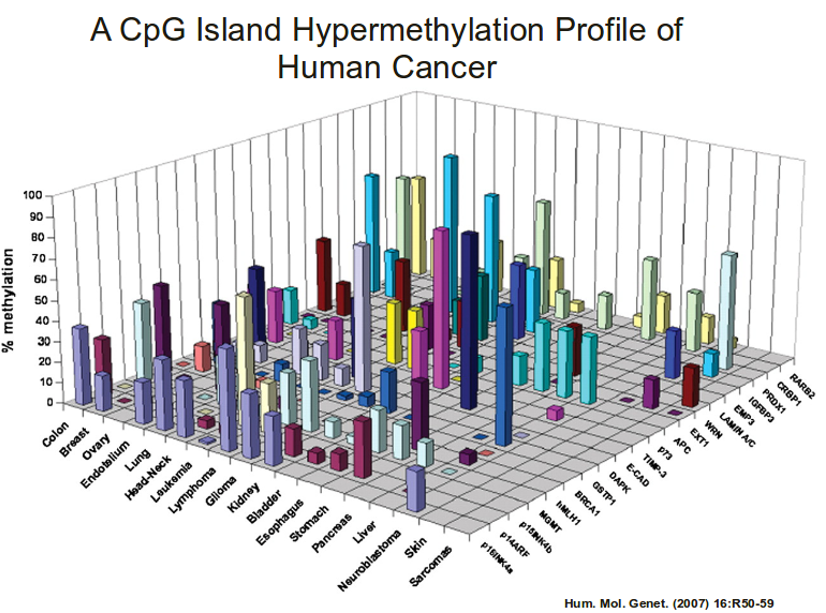 A CpG Island Hypermethylation Profile of
Human Cancer
% methylation
100
90
80
70
60
50
40
30
20
10
0
Colon
Breast
Ovary
Endotelium
Lung
Head-Neck
Leukemia
Lymphoma
Glioma
Kidney
Bladder
Esophagus
Stomach
Pancreas
Liver
Neuroblastoma
Skin
Sarcomas
p16INK4a
p14ARF
p15INK4b
MGMT
hMLH1
BRCA1
GSTP1
DAPK
E-CAD
TIMP-3
p73
APC
EXT1
WRN
LAMIN A/C
EMP3
IGFBP3
PRDX1
CRBP1
RARB2
Hum. Mol. Genet. (2007) 16:R50-59